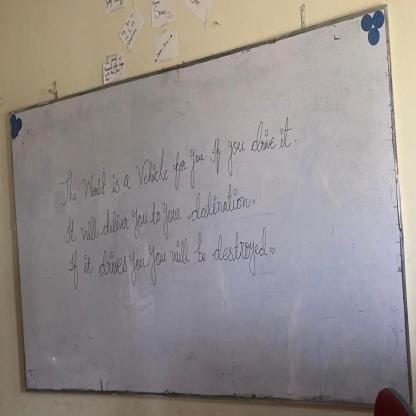 The World is a Vehicle for you If you drive it.
It will deliver you to your destination.
If it drives you, you will be destroyed.